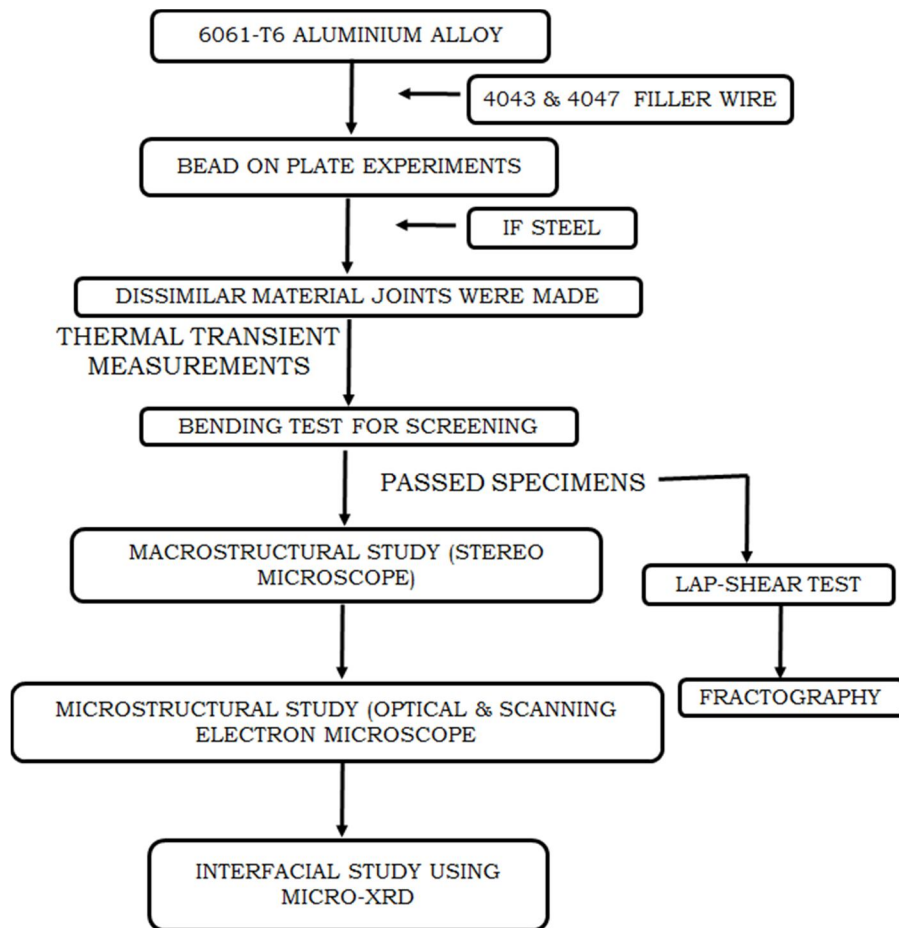 6061-T6 ALUMINIUM ALLOY
4043 & 4047 FILLER WIRE
BEAD ON PLATE EXPERIMENTS
IF STEEL
DISSIMILAR MATERIAL JOINTS WERE MADE
THERMAL TRANSIENT
MEASUREMENTS
BENDING TEST FOR SCREENING
PASSED SPECIMENS
MACROSTRUCTURAL STUDY (STEREO
MICROSCOPE)
LAP-SHEAR TEST
MICROSTRUCTURAL STUDY (OPTICAL & SCANNING
ELECTRON MICROSCOPE
FRACTOGRAPHY
INTERFACIAL STUDY USING
MICRO-XRD